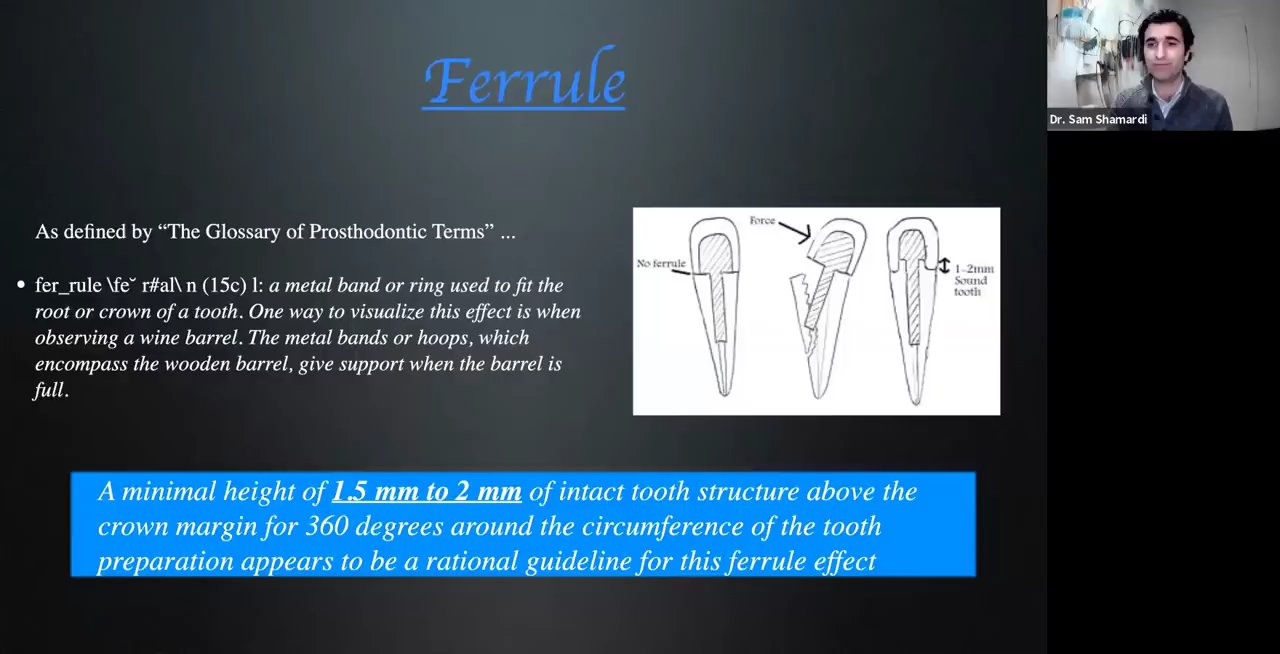 Ferrule
Dr. Sam Shamardi
As defined by “The Glossary of Prosthodontic Terms” ...
• fer_rule \fe˘ r#al\ n (15c) l: a metal band or ring used to fit the
root or crown of a tooth. One way to visualize this effect is when
observing a wine barrel. The metal bands or hoops, which
encompass the wooden barrel, give support when the barrel is
full.
Force
No ferrule
1-2mm
Sound
tooth
A minimal height of 1.5 mm to 2 mm of intact tooth structure above the
crown margin for 360 degrees around the circumference of the tooth
preparation appears to be a rational guideline for this ferrule effect